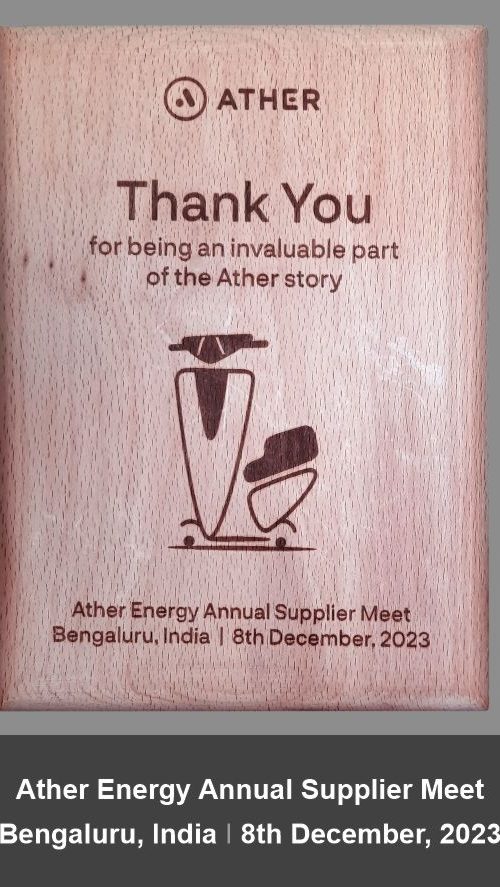 ATHER
Thank You
for being an invaluable part
of the Ather story
Ather Energy Annual Supplier Meet
Bengaluru, India | 8th December, 2023
Ather Energy Annual Supplier Meet
Bengaluru, India | 8th December, 2023